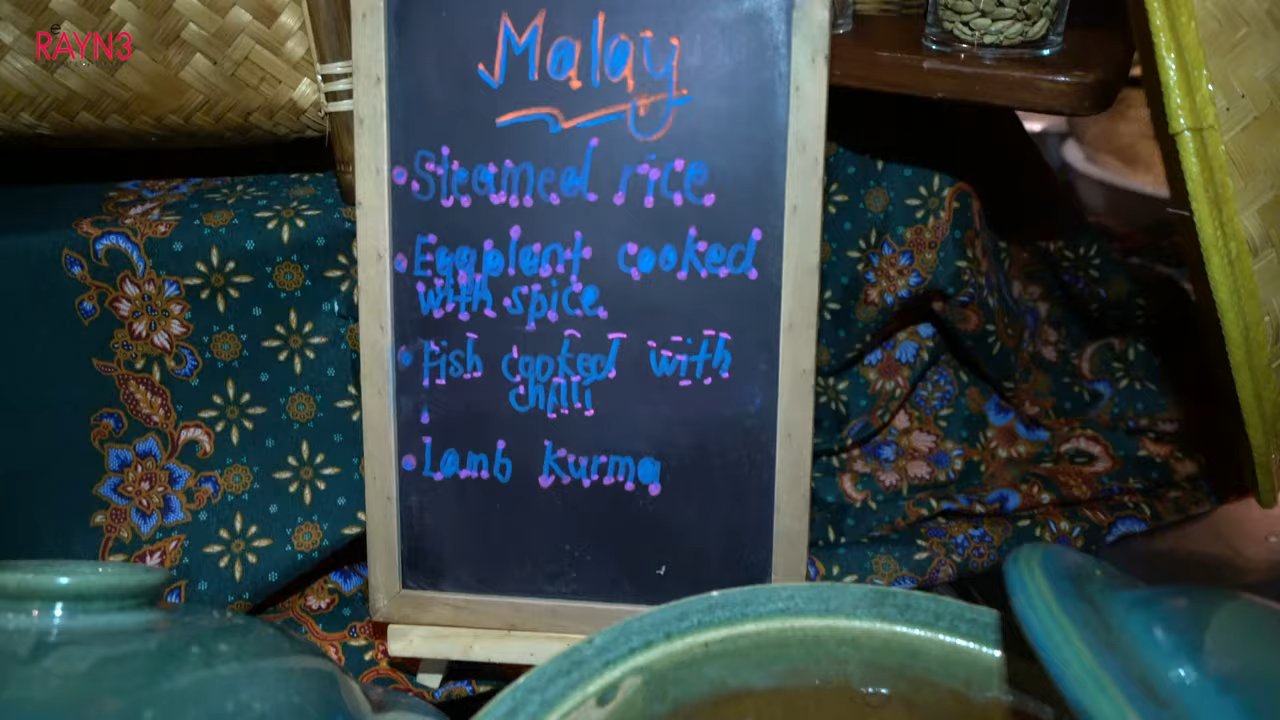 RAYN3
Malay
• Steamed rice
• Eggplant cooked
with spice
• Fish cooked with
chilli
• Lamb kurma